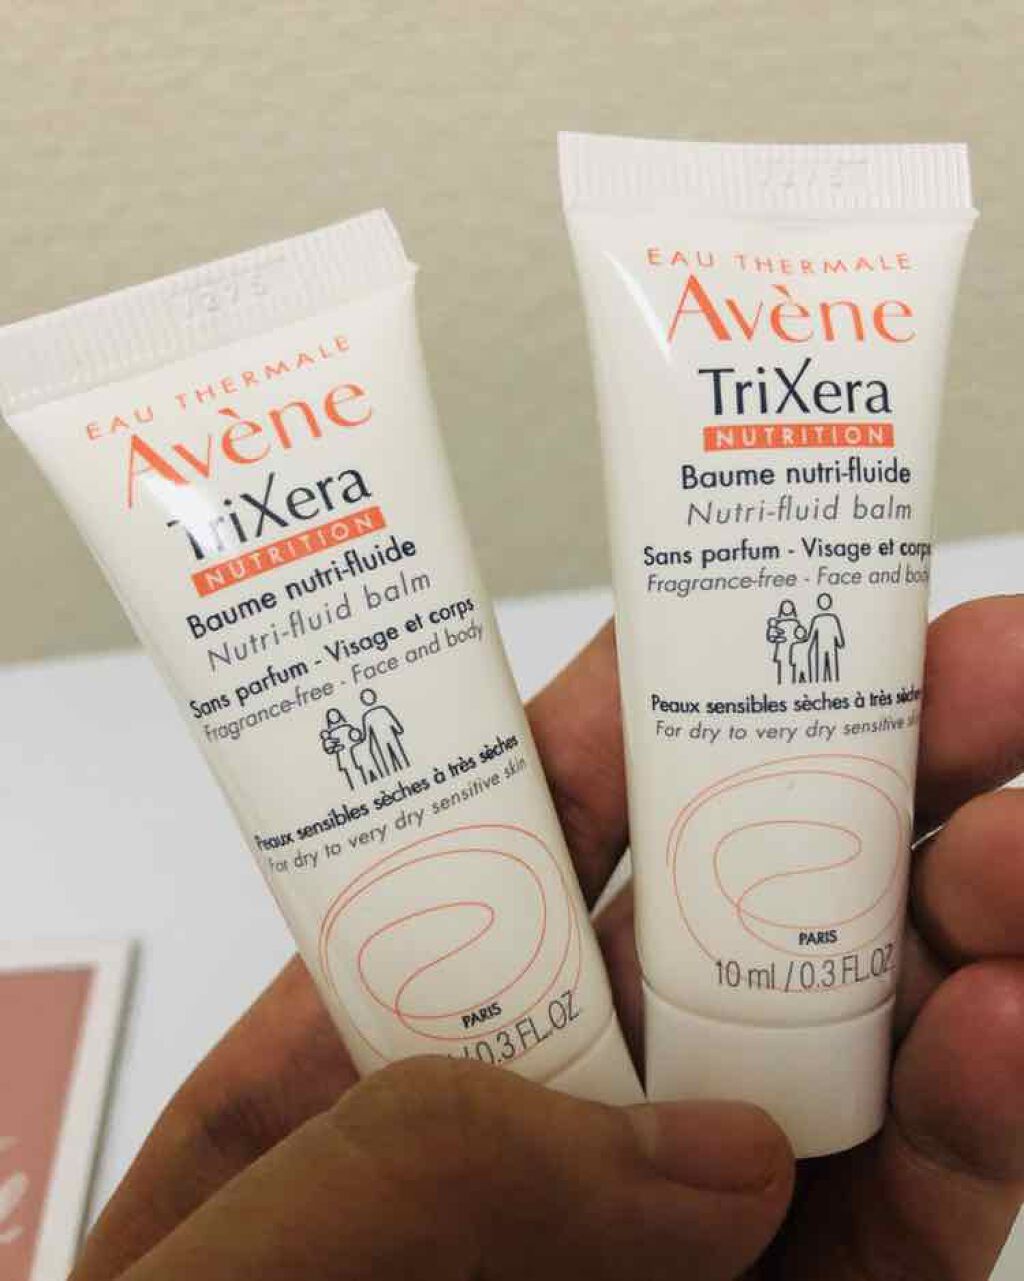 EAU THERMALE
Avène
TriXera
NUTRITION
Baume nutri-fluide
Nutri-fluid balm
Sans parfum - Visage et corps
Fragrance-free - Face and body
Peaux sensibles sèches à très sèches
For dry to very dry sensitive skin
PARIS
/0.3 FL.OZ
EAU THERMALE
Avène
TriXera
NUTRITION
Baume nutri-fluide
Nutri-fluid balm
Sans parfum - Visage et corps
Fragrance-free - Face and body
Peaux sensibles sèches à très sèches
For dry to very dry sensitive skin
PARIS
10 ml / 0.3 FL.OZ